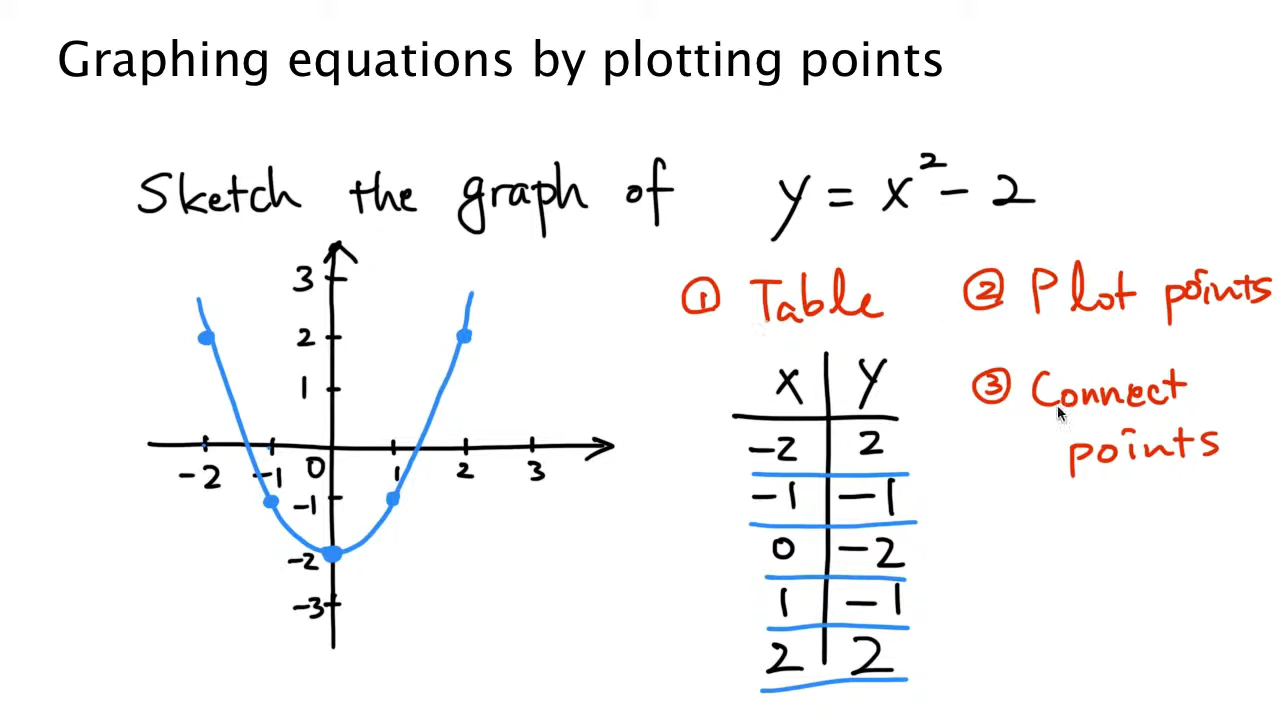 Graphing equations by plotting points
Sketch the graph of y = x² - 2
① Table
② Plot points
③ Connect
points
3
2
1
-2 -1 0 1 2 3
-1
-2
-3
x y
-2 2
-1 -1
0 -2
1 -1
2 2